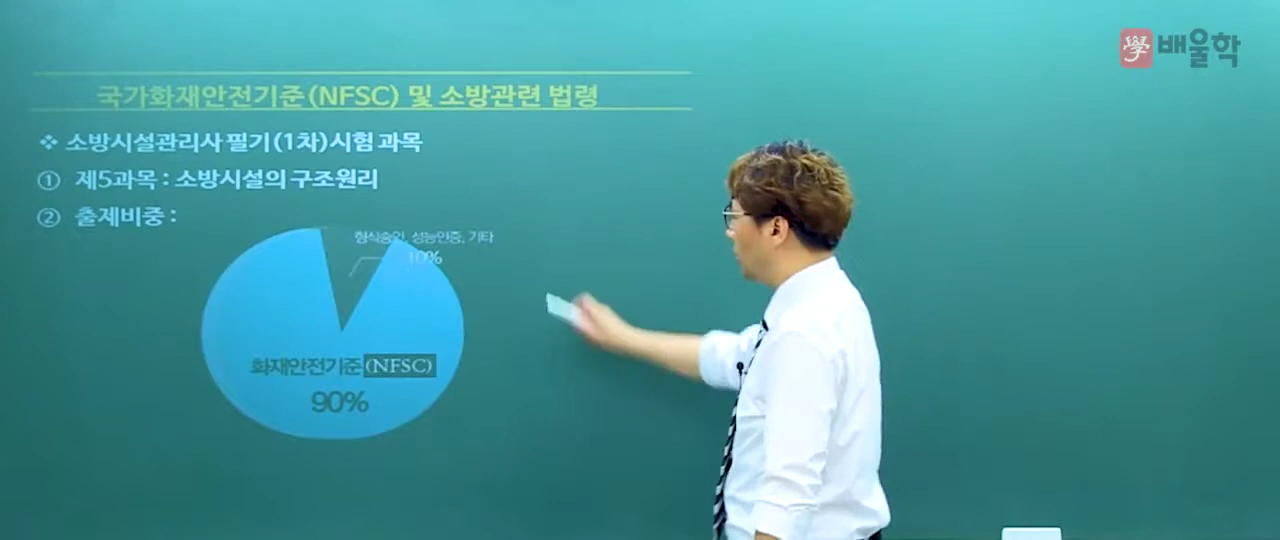 學 배울학
국가화재안전기준(NFSC) 및 소방관련 법령
❖ 소방시설관리사 필기(1차)시험 과목
① 제5과목 : 소방시설의 구조원리
② 출제비중 :
형식승인, 성능인증, 기타
10%
화재안전기준(NFSC)
90%